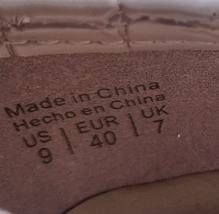 Made in China
Hecho en China
US | EUR | UK
9 | 40 | 7